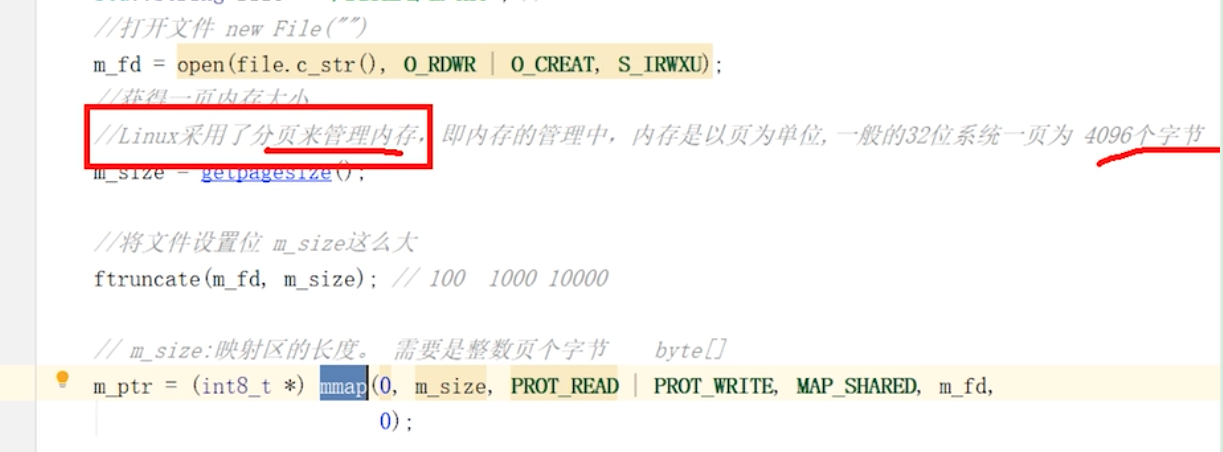 //打开文件 new File("")
m_fd = open(file.c_str(), O_RDWR | O_CREAT, S_IRWXU);
//获得一页内存大小
//Linux采用了分页来管理内存，即内存的管理中，内存是以页为单位,一般的32位系统一页为 4096个字节
m_size = getpagesize();
//将文件设置位 m_size这么大
ftruncate(m_fd, m_size); // 100  1000 10000
// m_size:映射区的长度。 需要是整数页个字节    byte[]
m_ptr = (int8_t *) mmap(0, m_size, PROT_READ | PROT_WRITE, MAP_SHARED, m_fd,
0);